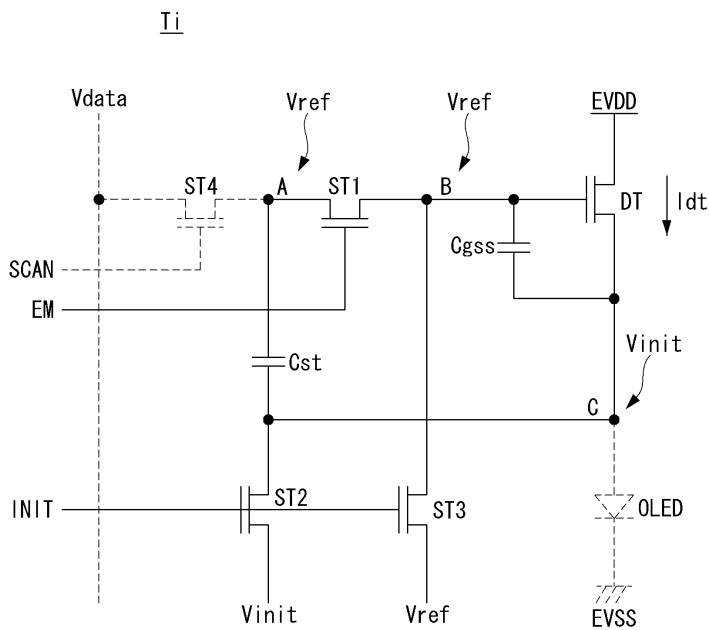 Ti
Vdata
Vref
Vref
EVDD
ST4
A
ST1
B
DT
Idt
Cgss
SCAN
EM
Vinit
Cst
C
INIT
ST2
ST3
OLED
Vinit
Vref
EVSS